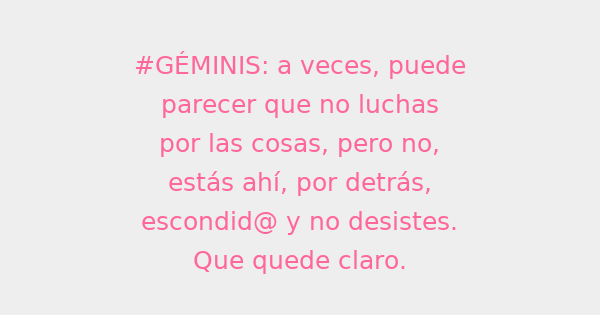 #GÉMINIS: a veces, puede
parecer que no luchas
por las cosas, pero no,
estás ahí, por detrás,
escondid@ y no desistes.
Que quede claro.